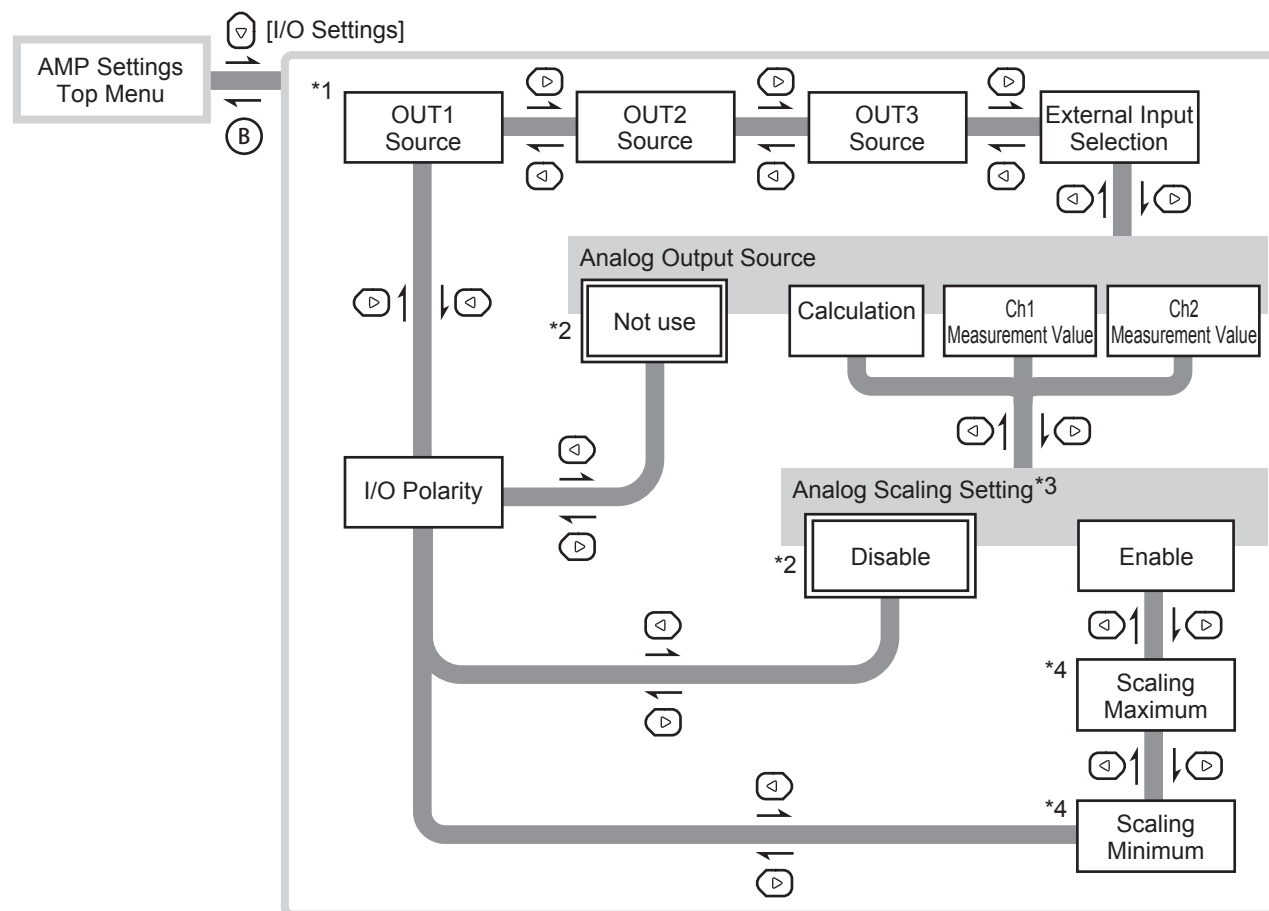 [I/O Settings]
AMP Settings
Top Menu
B
*1
OUT1
Source
OUT2
Source
OUT3
Source
External Input
Selection
Analog Output Source
*2
Not use
Calculation
Ch1
Measurement Value
Ch2
Measurement Value
I/O Polarity
Analog Scaling Setting*3
*2
Disable
Enable
*4
Scaling
Maximum
*4
Scaling
Minimum